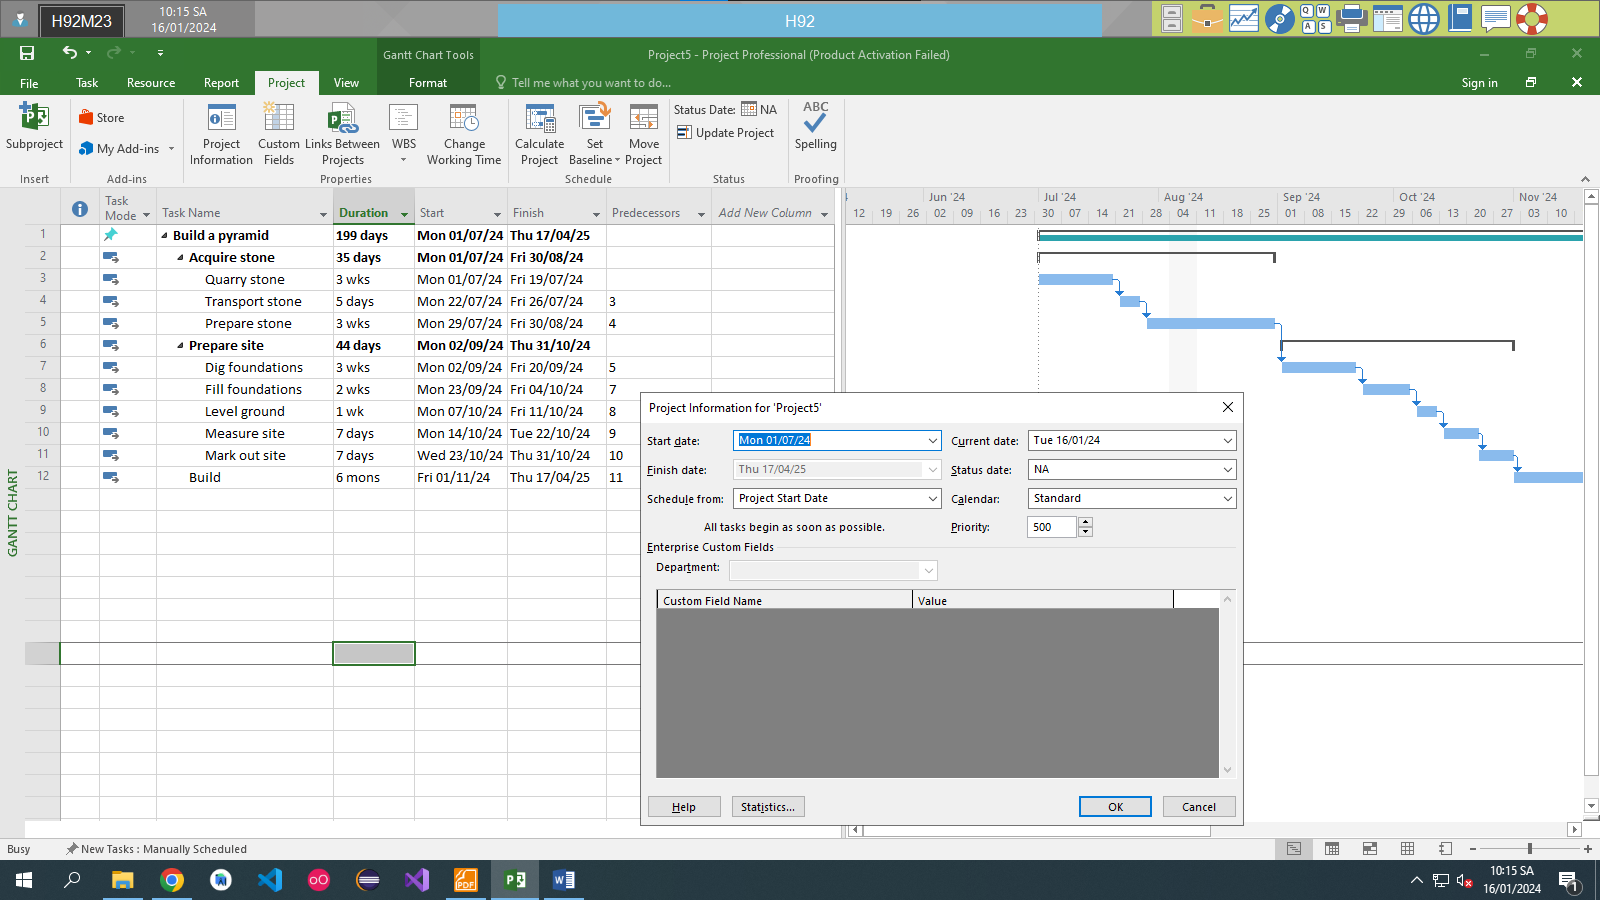 H92M23
10:15 SA
16/01/2024
H92
Q W
A S
Gantt Chart Tools
Project5 - Project Professional (Product Activation Failed)
File Task Resource Report Project View Format Tell me what you want to do... Sign in
Subproject
Insert
Store
My Add-ins
Add-ins
Project Information
Custom Fields
Links Between Projects
WBS
Change Working Time
Properties
Calculate Project
Set Baseline
Move Project
Schedule
Status Date: NA
Update Project
Status
ABC
Spelling
Proofing
Task Mode Task Name Duration Start Finish Predecessors Add New Column
4 Jun '24 Jul '24 Aug '24 Sep '24 Oct '24 Nov '24
12 19 26 02 09 16 23 30 07 14 21 28 04 11 18 25 01 08 15 22 29 06 13 20 27 03 10
1 Build a pyramid 199 days Mon 01/07/24 Thu 17/04/25
2 Acquire stone 35 days Mon 01/07/24 Fri 30/08/24
3 Quarry stone 3 wks Mon 01/07/24 Fri 19/07/24
4 Transport stone 5 days Mon 22/07/24 Fri 26/07/24 3
5 Prepare stone 3 wks Mon 29/07/24 Fri 30/08/24 4
6 Prepare site 44 days Mon 02/09/24 Thu 31/10/24
7 Dig foundations 3 wks Mon 02/09/24 Fri 20/09/24 5
8 Fill foundations 2 wks Mon 23/09/24 Fri 04/10/24 7
9 Level ground 1 wk Mon 07/10/24 Fri 11/10/24 8
10 Measure site 7 days Mon 14/10/24 Tue 22/10/24 9
11 Mark out site 7 days Wed 23/10/24 Thu 31/10/24 10
12 Build 6 mons Fri 01/11/24 Thu 17/04/25 11
GANTT CHART
Project Information for 'Project5'
Start date: Mon 01/07/24 Current date: Tue 16/01/24
Finish date: Thu 17/04/25 Status date: NA
Schedule from: Project Start Date Calendar: Standard
All tasks begin as soon as possible. Priority: 500
Enterprise Custom Fields
Department:
Custom Field Name Value
Help Statistics... OK Cancel
Busy New Tasks : Manually Scheduled
PDF
10:15 SA
16/01/2024
1